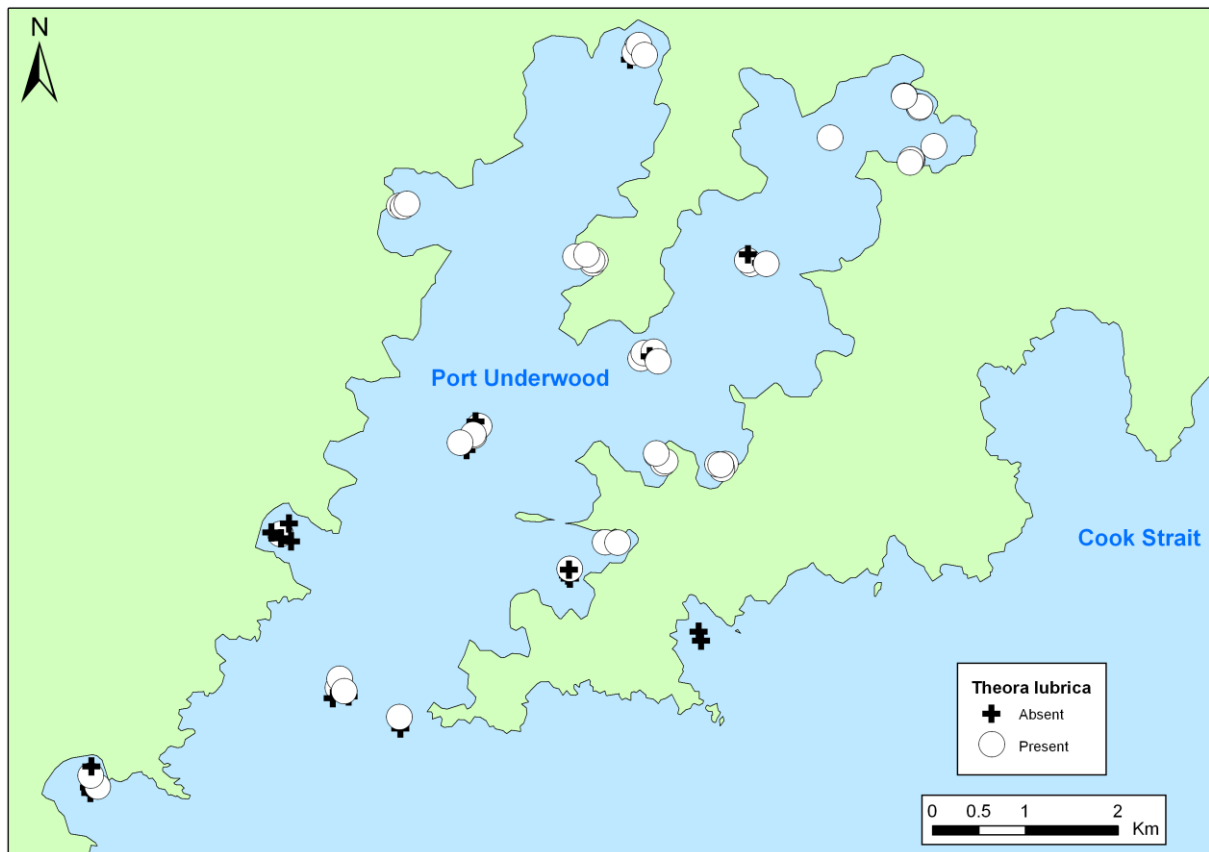 N
Port Underwood
Cook Strait
Theora lubrica
Absent
Present
0 0.5 1 2
Km